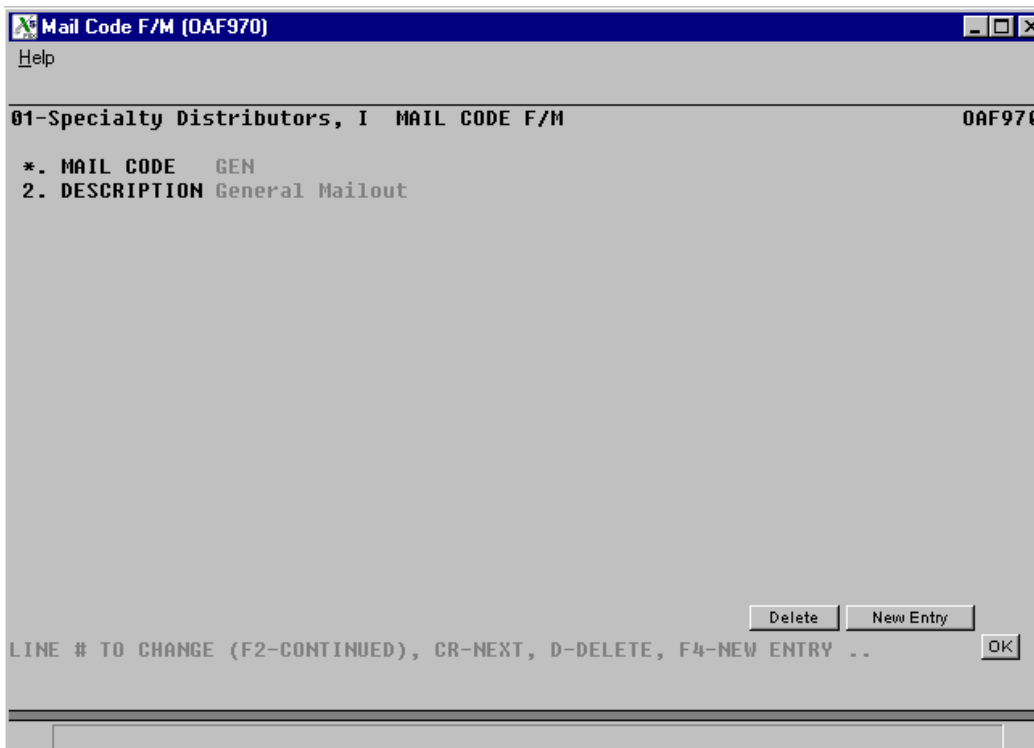 Mail Code F/M (OAF970)
Help
01-Specialty Distributors, I MAIL CODE F/M OAF970
*. MAIL CODE GEN
2. DESCRIPTION General Mailout
Delete New Entry
LINE # TO CHANGE (F2-CONTINUED), CR-NEXT, D-DELETE, F4-NEW ENTRY .. OK